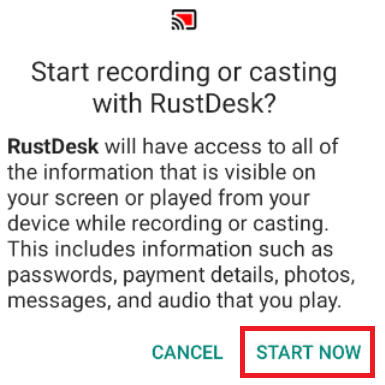 Start recording or casting
with RustDesk?
RustDesk will have access to all of
the information that is visible on
your screen or played from your
device while recording or casting.
This includes information such as
passwords, payment details, photos,
messages, and audio that you play.
CANCEL START NOW